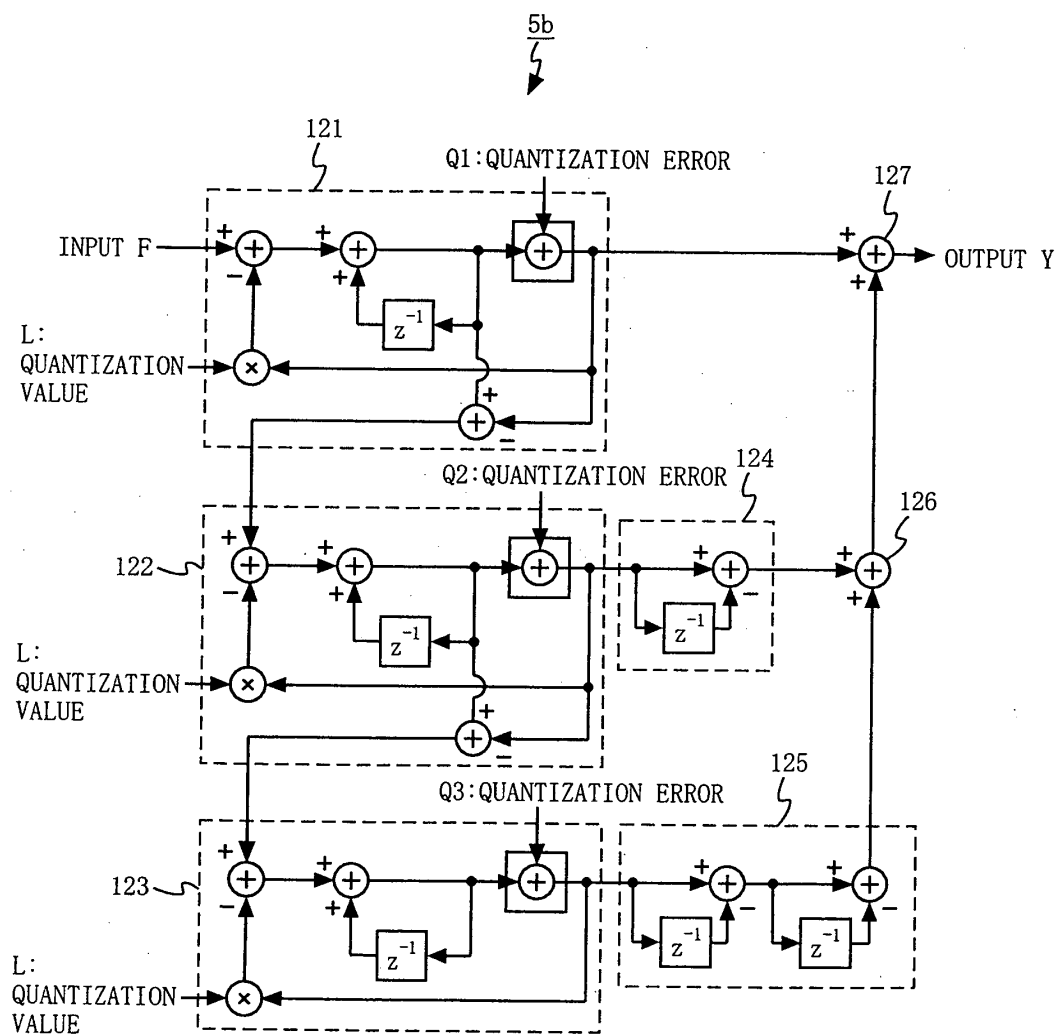 5b
121
Q1:QUANTIZATION ERROR
127
INPUT F
+
+
+
+
+
OUTPUT Y
−
+
+
z⁻¹
L:
QUANTIZATION
VALUE
×
+
+
−
Q2:QUANTIZATION ERROR
124
126
122
+
+
+
+
+
+
+
+
−
+
−
+
z⁻¹
z⁻¹
L:
QUANTIZATION
VALUE
×
+
+
−
125
Q3:QUANTIZATION ERROR
123
+
+
+
+
+
+
+
+
+
−
+
−
−
z⁻¹
z⁻¹
z⁻¹
L:
QUANTIZATION
VALUE
×